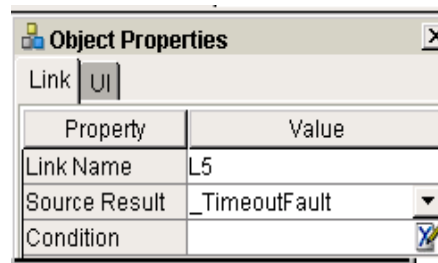 Object Properties
Link UI
Property Value
Link Name L5
Source Result _TimeoutFault
Condition